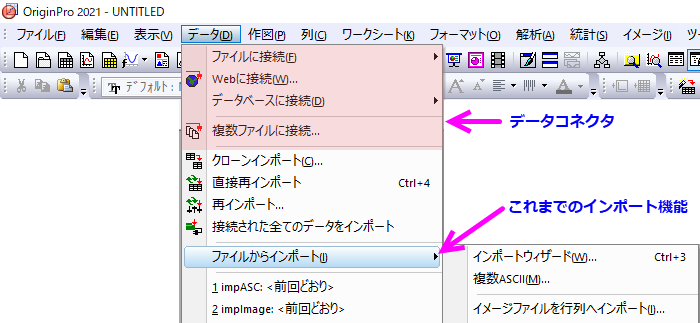 OriginPro 2021 - UNTITLED
ファイル(F) 編集(E) 表示(V) データ(D) 作図(P) 列(C) ワークシート(K) フォーマット(O) 解析(A) 統計(S) イメージ(I)
ファイルに接続(F)
Webに接続(W)...
データベースに接続(D)
複数ファイルに接続...
データコネクタ
クローンインポート(C)...
直接再インポート Ctrl+4
再インポート...
接続された全てのデータをインポート
これまでのインポート機能
ファイルからインポート(I)
インポートウィザード(W)... Ctrl+3
複数ASCII(M)...
1 impASC: <前回どおり>
イメージファイルを行列へインポート(I)...
2 impImage: <前回どおり>
Tr デフォルト: